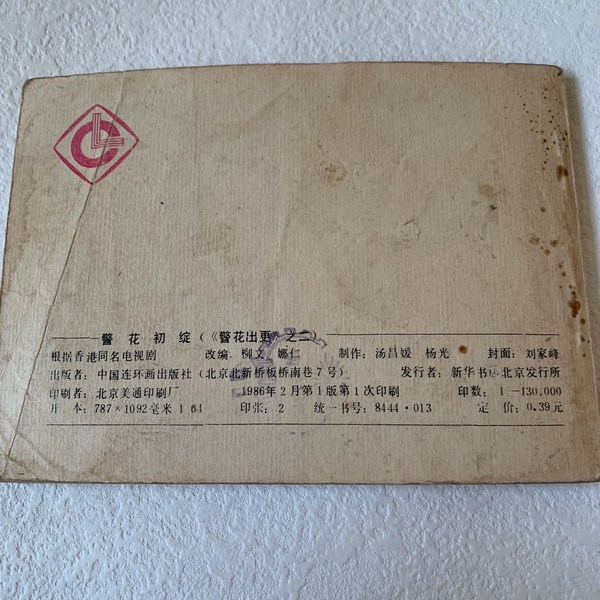 警花初绽(《警花出更》之二)
根据香港同名电视剧 改编:柳文 娜仁 制作:汤昌媛 杨光 封面:刘家峰
出版者:中国连环画出版社(北京北新桥板桥南巷7号) 发行者:新华书店北京发行所
印刷者:北京美通印刷厂 1986年2月第1版第1次印刷 印数:1—130,000
开本:787×1092毫米 1/64 印张:2 统一书号:8444·013 定价:0.39元